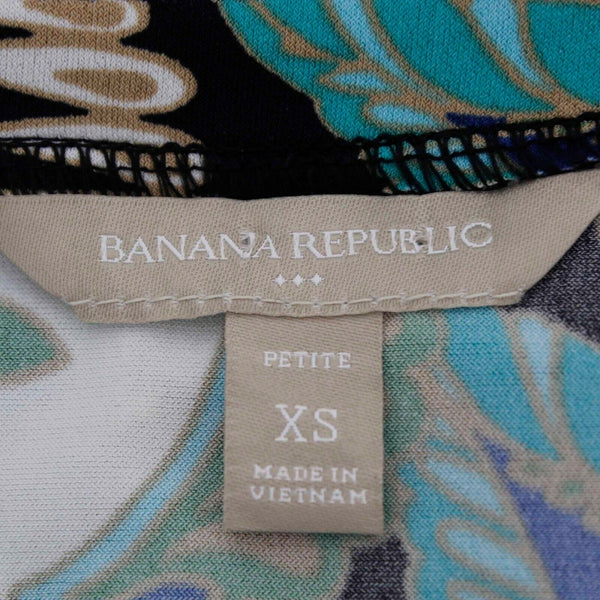 BANANA REPUBLIC
PETITE
XS
MADE IN
VIETNAM